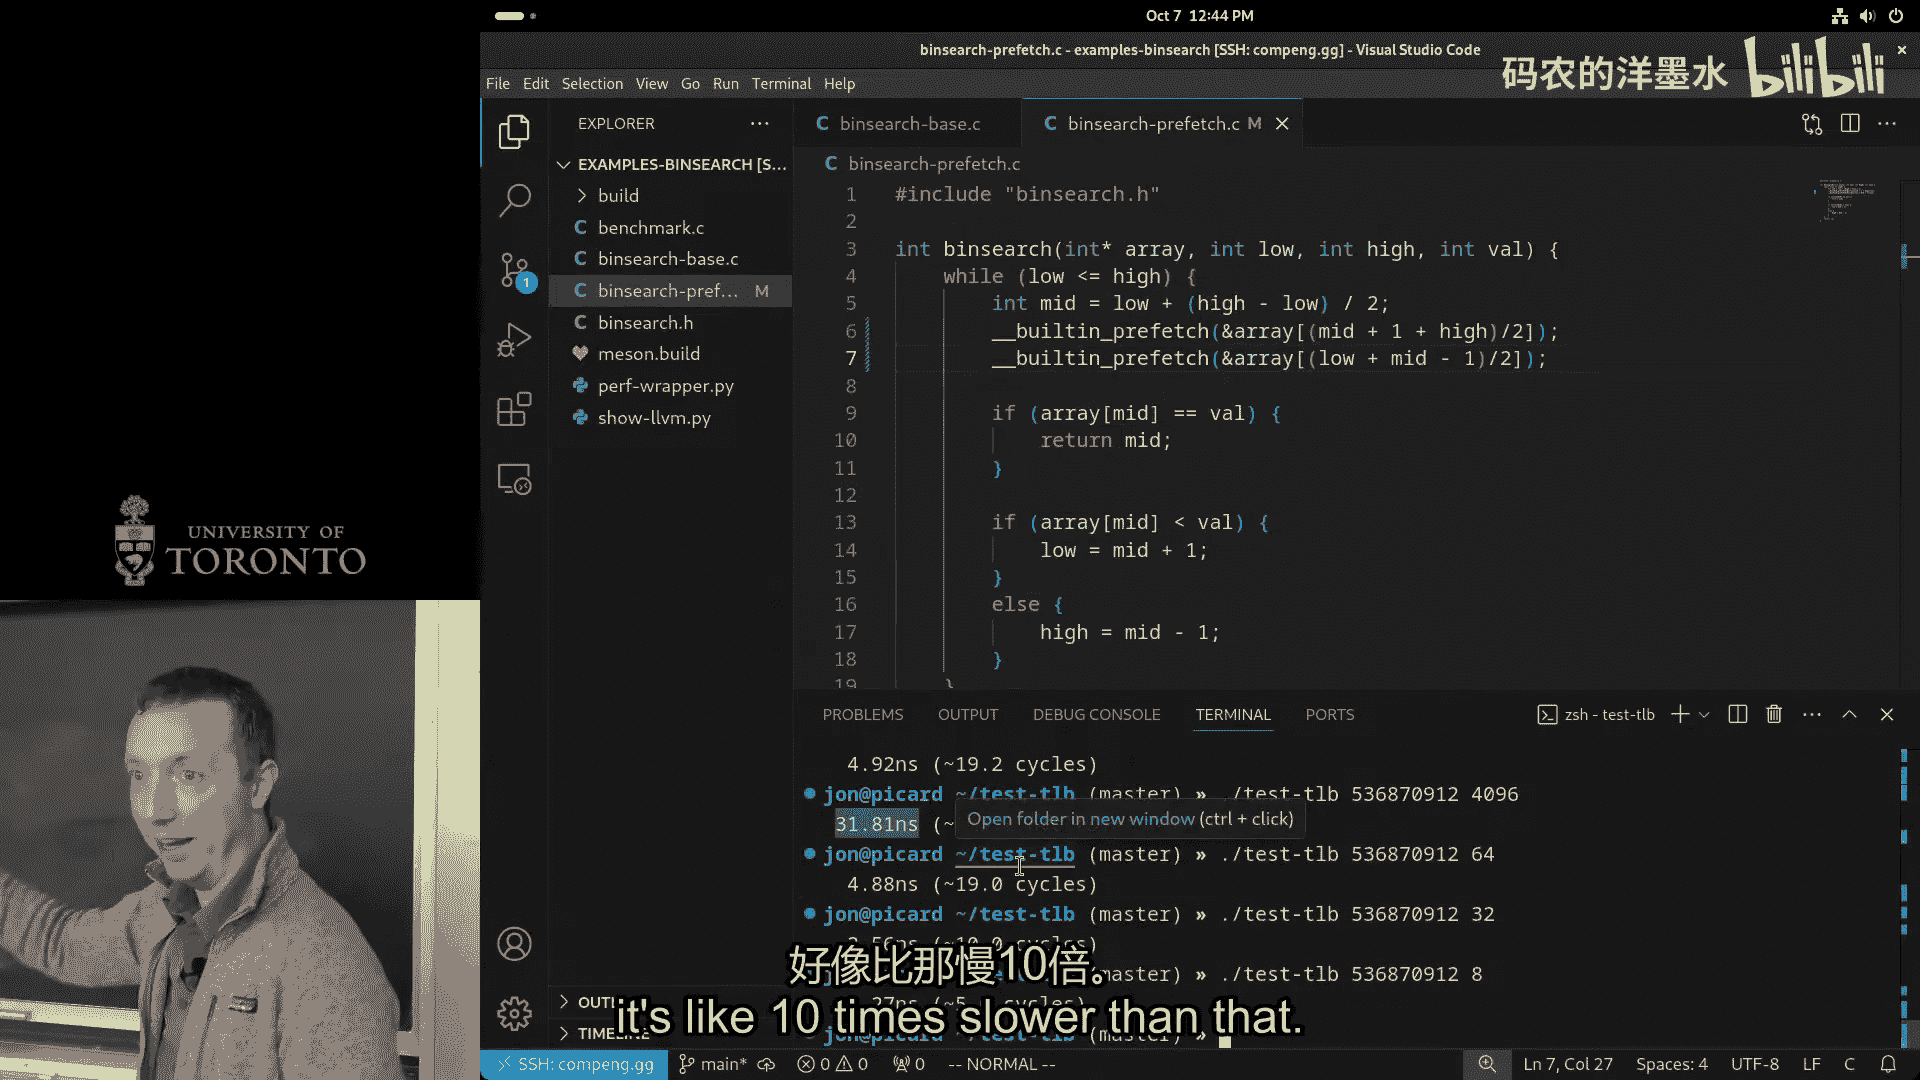 Oct 7 12:44 PM
binsearch-prefetch.c - examples-binsearch [SSH: compeng.gg] - Visual Studio Code
码农的洋墨水 bilibili
File Edit Selection View Go Run Terminal Help
EXPLORER
binsearch-base.c
binsearch-prefetch.c M
EXAMPLES-BINSEARCH [S...
build
benchmark.c
binsearch-base.c
binsearch-pref... M
binsearch.h
meson.build
perf-wrapper.py
show-llvm.py
1
binsearch-prefetch.c
1 #include "binsearch.h"
2
3 int binsearch(int* array, int low, int high, int val) {
4 while (low <= high) {
5 int mid = low + (high - low) / 2;
6 __builtin_prefetch(&array[(mid + 1 + high)/2]);
7 __builtin_prefetch(&array[(low + mid - 1)/2]);
8
9 if (array[mid] == val) {
10 return mid;
11 }
12
13 if (array[mid] < val) {
14 low = mid + 1;
15 }
16 else {
17 high = mid - 1;
18 }
19 }
UNIVERSITY OF
TORONTO
PROBLEMS OUTPUT DEBUG CONSOLE TERMINAL PORTS
zsh - test-tlb
4.92ns (~19.2 cycles)
jon@picard ~/test-tlb (master) » ./test-tlb 536870912 4096
31.81ns (~
Open folder in new window (ctrl + click)
jon@picard ~/test-tlb (master) » ./test-tlb 536870912 64
4.88ns (~19.0 cycles)
jon@picard ~/test-tlb (master) » ./test-tlb 536870912 32
(master) » ./test-tlb 536870912 8
好像比那慢10倍。
it's like 10 times slower than that.
TIMELINE
SSH: compeng.gg
main*
0 0
0
-- NORMAL --
Ln 7, Col 27
Spaces: 4
UTF-8
LF
C